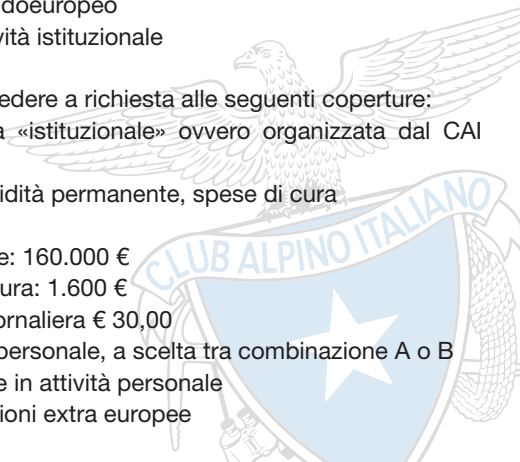 doeuropeo
vità istituzionale
edere a richiesta alle seguenti coperture:
a «istituzionale» ovvero organizzata dal CAI
idità permanente, spese di cura
e: 160.000 €
ura: 1.600 €
ornaliera € 30,00
personale, a scelta tra combinazione A o B
e in attività personale
ioni extra europee
CLUB ALPINO ITALIANO